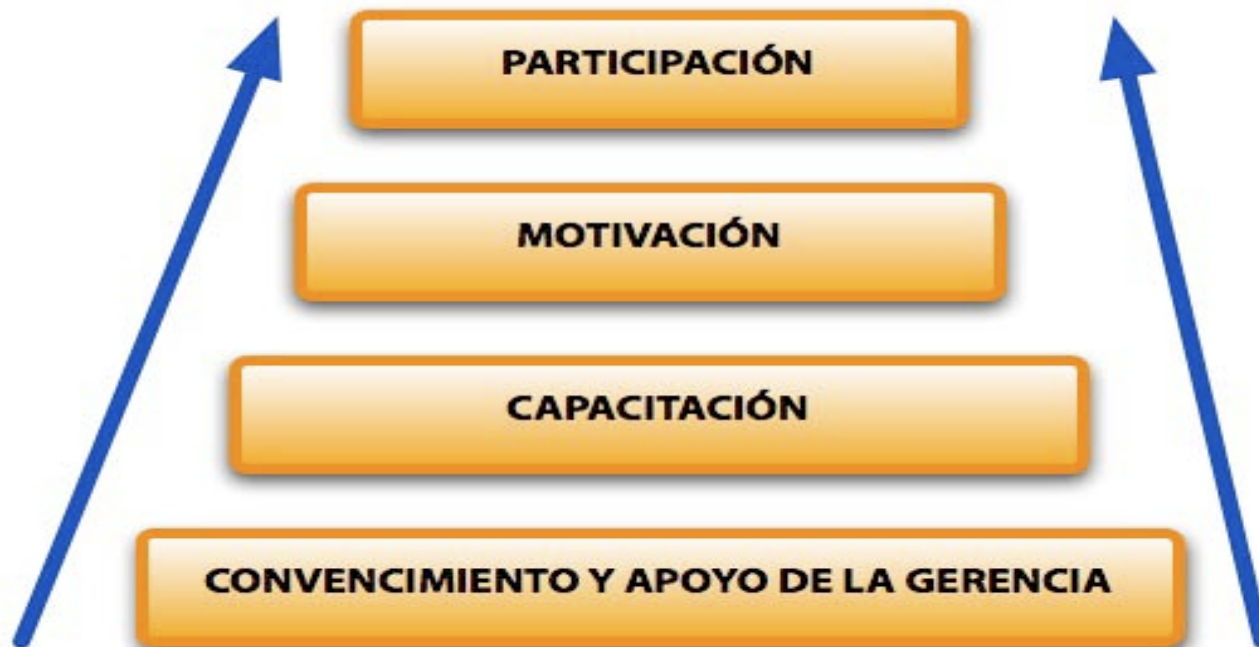 PARTICIPACIÓN
MOTIVACIÓN
CAPACITACIÓN
CONVENCIMIENTO Y APOYO DE LA GERENCIA